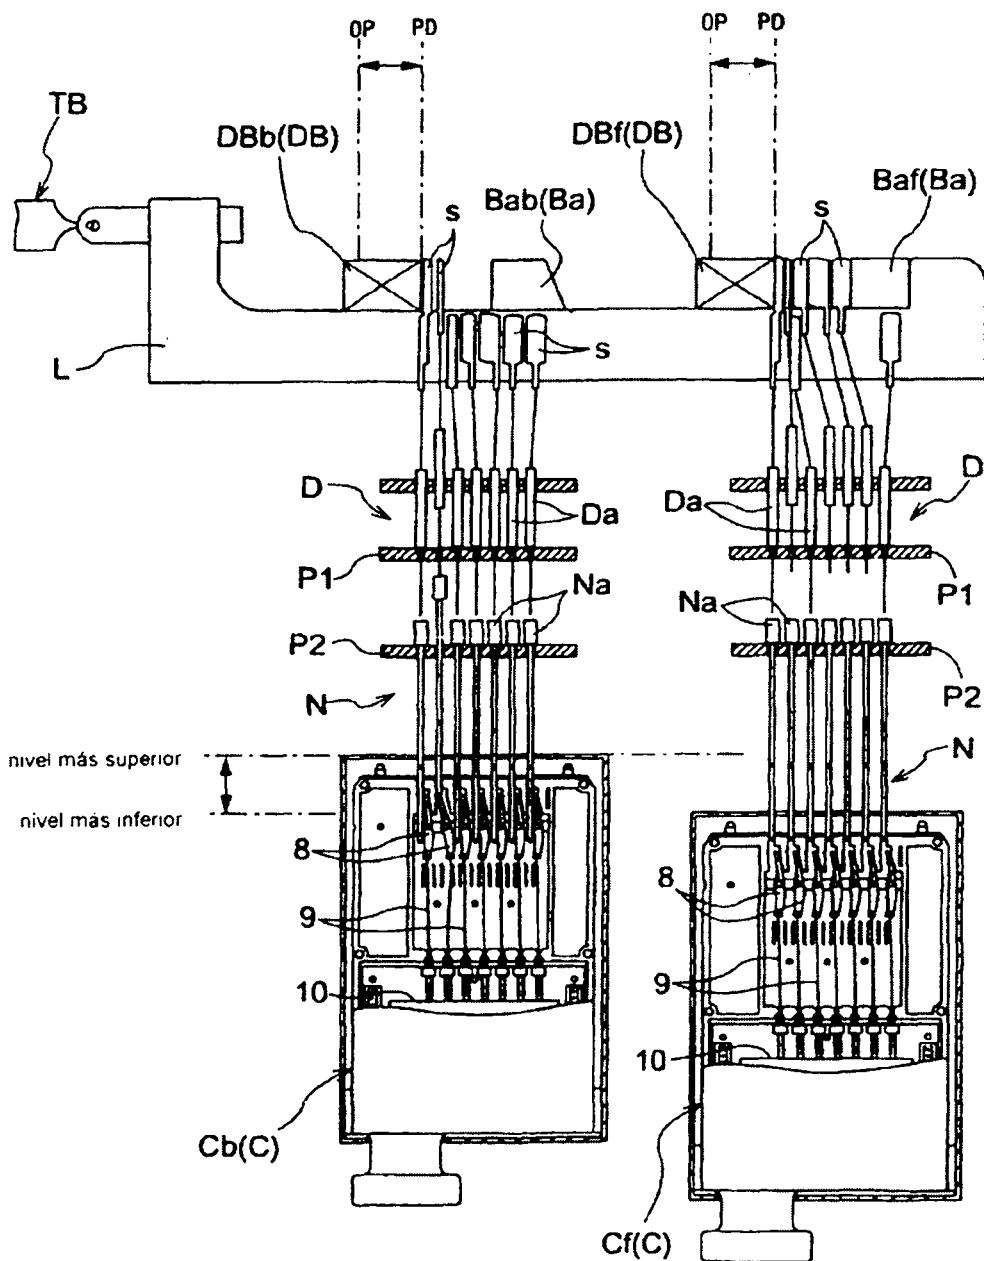 OP PD OP PD
TB
DBb(DB) DBf(DB)
Bab(Ba) Baf(Ba)
s s
L s
D D
Da Da
P1 P1
Na Na
P2 P2
N N
nivel más superior
nivel más inferior
8 8
9 9
10 10
Cb(C) Cf(C)